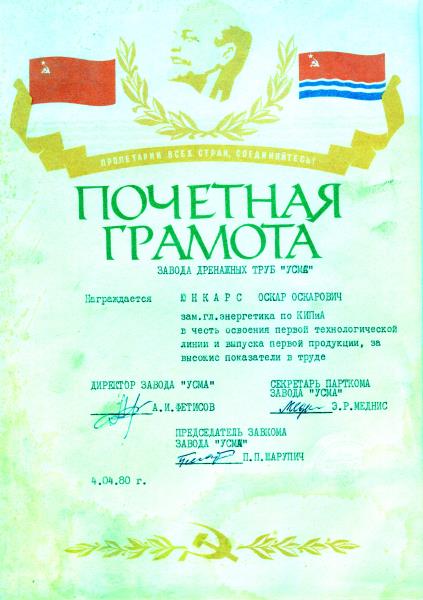 ПРОЛЕТАРИИ ВСЕХ СТРАН, СОЕДИНЯЙТЕСЬ!
ПОЧЕТНАЯ
ГРАМОТА
ЗАВОДА ДРЕНАЖНЫХ ТРУБ "УСМА"
Награждается ЮНКАРС ОСКАР ОСКАРОВИЧ
зам.гл.энергетика по КИПиА
в честь освоения первой технологической
линии и выпуска первой продукции, за
высокие показатели в труде
ДИРЕКТОР ЗАВОДА "УСМА"
А.И.ФЕТИСОВ
СЕКРЕТАРЬ ПАРТКОМА
ЗАВОДА "УСМА"
Э.Р.МЕДНИС
ПРЕДСЕДАТЕЛЬ ЗАВКОМА
ЗАВОДА "УСМА"
П.П.ШАРУПИЧ
4.04.80 г.